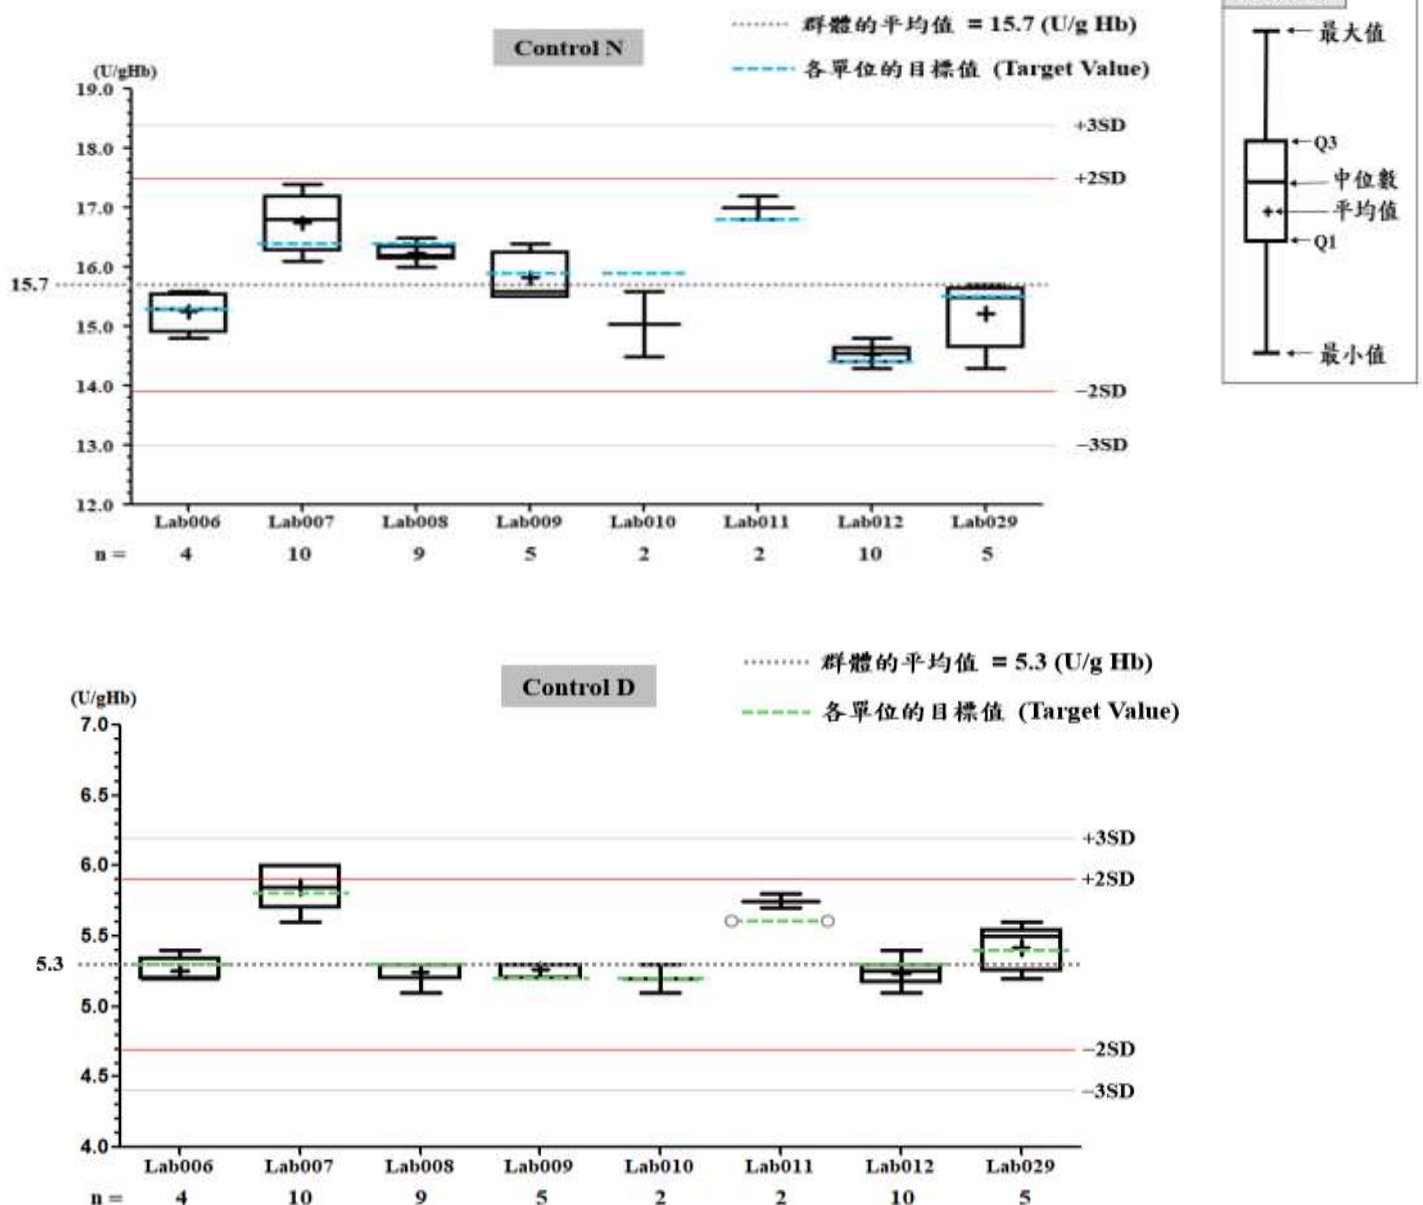 群體的平均值 = 15.7 (U/g Hb)
Control N
各單位的目標值 (Target Value)
(U/gHb)
19.0
+3SD
18.0
+2SD
17.0
16.0
15.7
15.0
14.0
−2SD
13.0
−3SD
12.0
Lab006 Lab007 Lab008 Lab009 Lab010 Lab011 Lab012 Lab029
n = 4 10 9 5 2 2 10 5
最大值
Q3
中位數
平均值
Q1
最小值
群體的平均值 = 5.3 (U/g Hb)
Control D
各單位的目標值 (Target Value)
(U/gHb)
7.0
6.5
+3SD
6.0
+2SD
5.5
5.3
5.0
−2SD
4.5
−3SD
4.0
Lab006 Lab007 Lab008 Lab009 Lab010 Lab011 Lab012 Lab029
n = 4 10 9 5 2 2 10 5